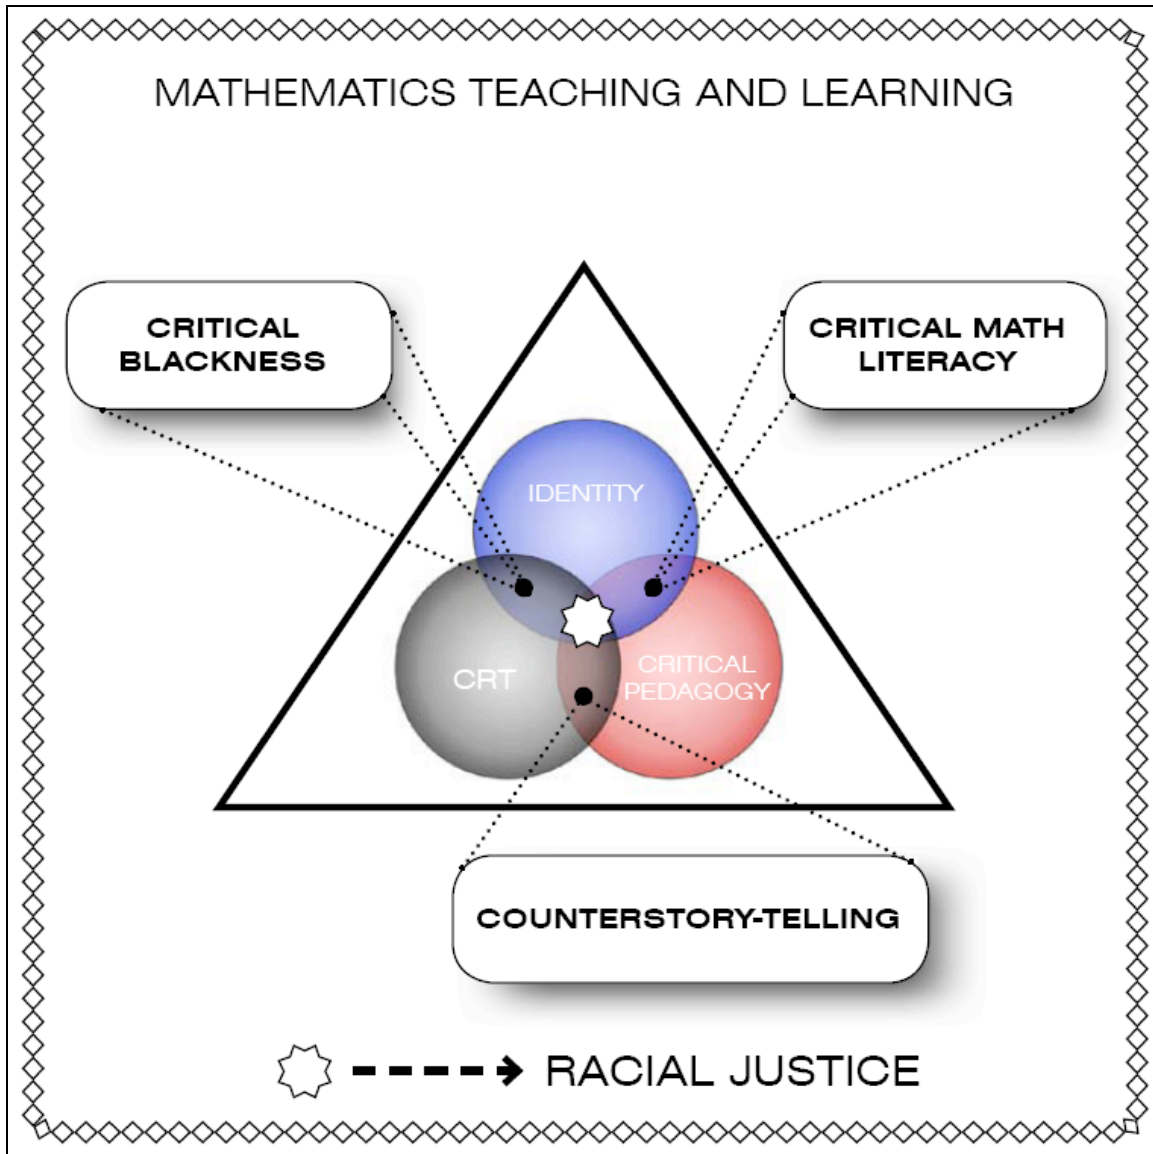 MATHEMATICS TEACHING AND LEARNING
CRITICAL
BLACKNESS
CRITICAL MATH
LITERACY
IDENTITY
CRT
CRITICAL
PEDAGOGY
COUNTERSTORY-TELLING
RACIAL JUSTICE